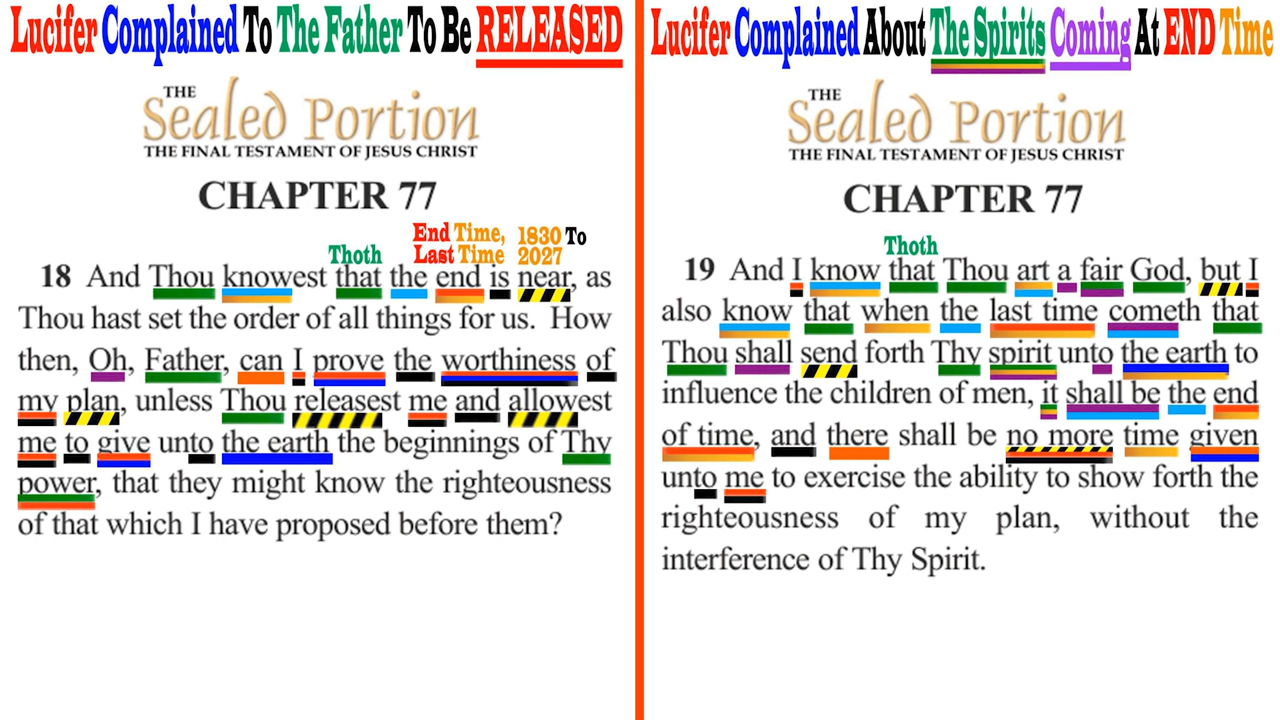 Lucifer Complained To The Father To Be RELEASED
THE
Sealed Portion
THE FINAL TESTAMENT OF JESUS CHRIST
CHAPTER 77
End Time, 1830 To
Thoth Last Time 2027
18 And Thou knowest that the end is near, as
Thou hast set the order of all things for us. How
then, Oh, Father, can I prove the worthiness of
my plan, unless Thou releasest me and allowest
me to give unto the earth the beginnings of Thy
power, that they might know the righteousness
of that which I have proposed before them?
Lucifer Complained About The Spirits Coming At END Time
THE
Sealed Portion
THE FINAL TESTAMENT OF JESUS CHRIST
CHAPTER 77
Thoth
19 And I know that Thou art a fair God, but I
also know that when the last time cometh that
Thou shall send forth Thy spirit unto the earth to
influence the children of men, it shall be the end
of time, and there shall be no more time given
unto me to exercise the ability to show forth the
righteousness of my plan, without the
interference of Thy Spirit.